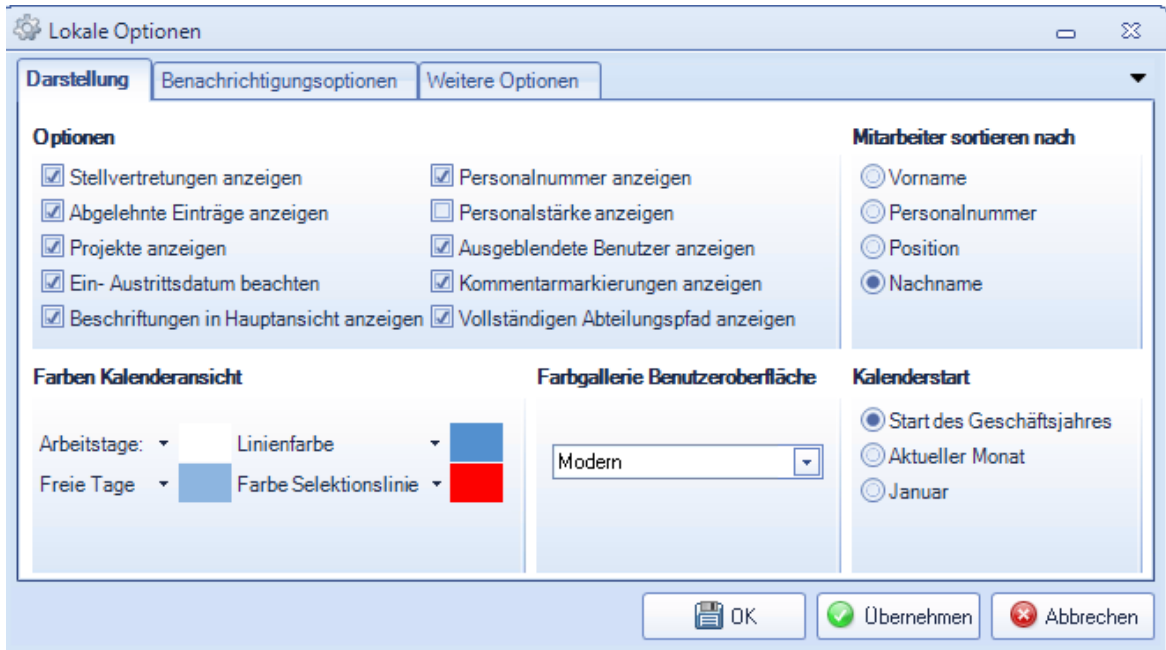 Lokale Optionen
Darstellung Benachrichtigungsoptionen Weitere Optionen
Optionen
Stellvertretungen anzeigen
Abgelehnte Einträge anzeigen
Projekte anzeigen
Ein- Austrittsdatum beachten
Beschriftungen in Hauptansicht anzeigen
Personalnummer anzeigen
Personalstärke anzeigen
Ausgeblendete Benutzer anzeigen
Kommentarmarkierungen anzeigen
Vollständigen Abteilungspfad anzeigen
Mitarbeiter sortieren nach
Vorname
Personalnummer
Position
Nachname
Farben Kalenderansicht
Arbeitstage: Linienfarbe
Freie Tage Farbe Selektionslinie
Farbgallerie Benutzeroberfläche
Modern
Kalenderstart
Start des Geschäftsjahres
Aktueller Monat
Januar
OK Übernehmen Abbrechen